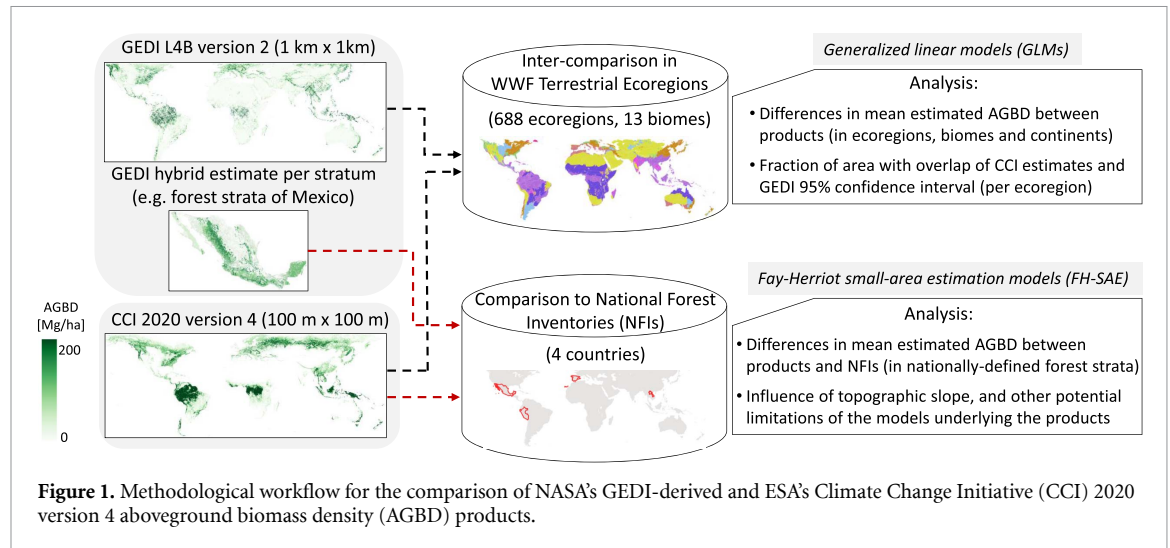 GEDI L4B version 2 (1 km x 1km)
GEDI hybrid estimate per stratum
(e.g. forest strata of Mexico)
AGBD
[Mg/ha]
200
0
CCI 2020 version 4 (100 m x 100 m)
Inter-comparison in
WWF Terrestrial Ecoregions
(688 ecoregions, 13 biomes)
Comparison to National Forest
Inventories (NFIs)
(4 countries)
Generalized linear models (GLMs)
Analysis:
• Differences in mean estimated AGBD between
products (in ecoregions, biomes and continents)
• Fraction of area with overlap of CCI estimates and
GEDI 95% confidence interval (per ecoregion)
Fay-Herriot small-area estimation models (FH-SAE)
Analysis:
• Differences in mean estimated AGBD between
products and NFIs (in nationally-defined forest strata)
• Influence of topographic slope, and other potential
limitations of the models underlying the products
Figure 1. Methodological workflow for the comparison of NASA's GEDI-derived and ESA's Climate Change Initiative (CCI) 2020
version 4 aboveground biomass density (AGBD) products.